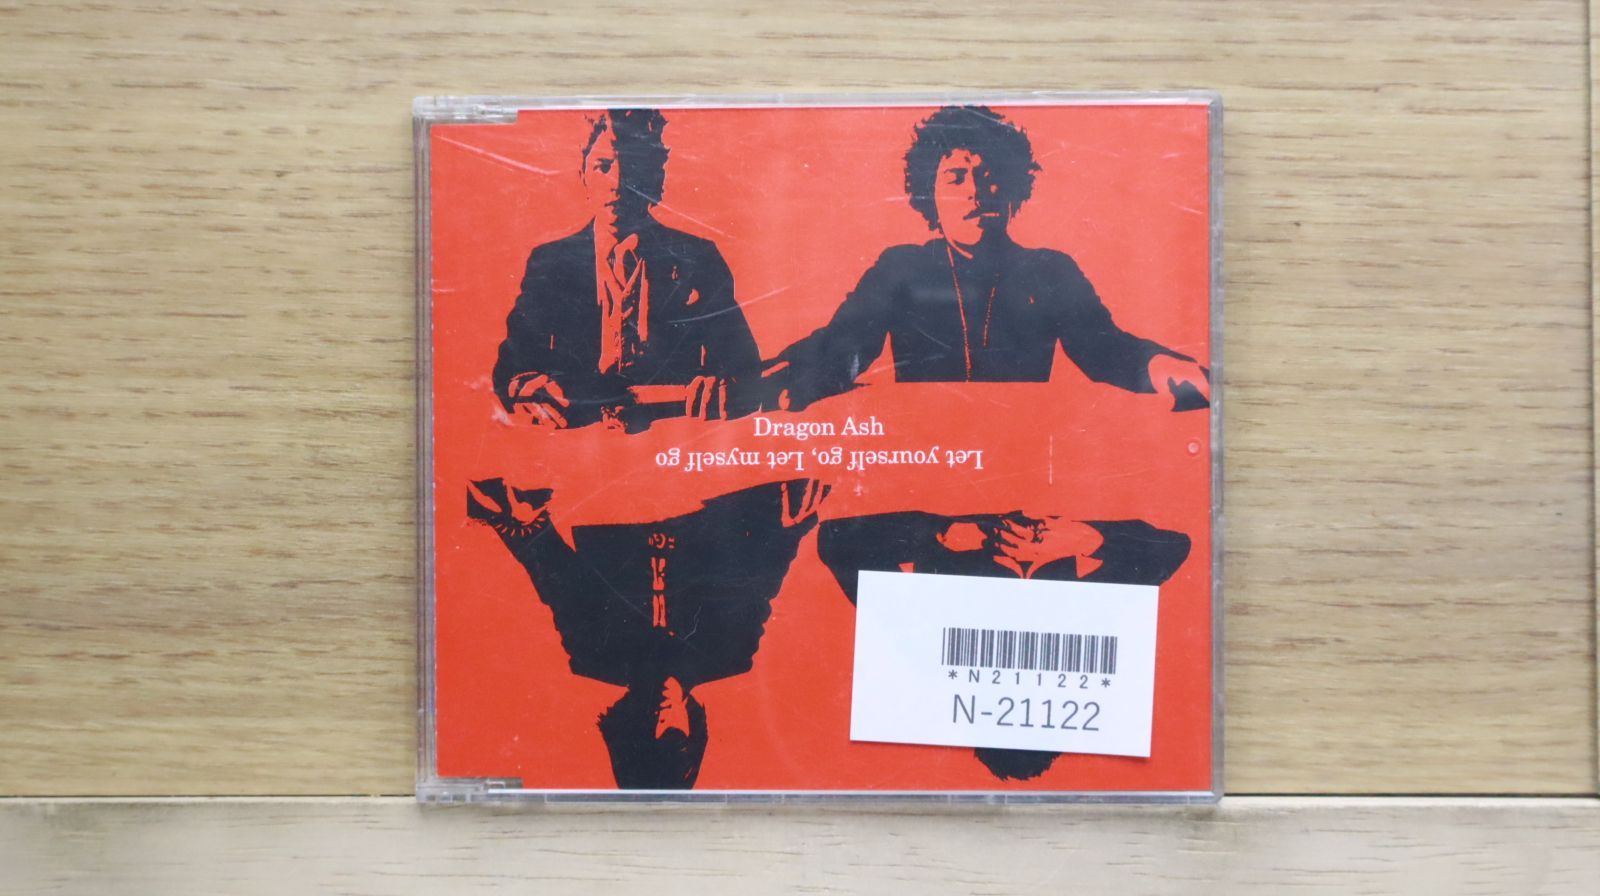 Dragon Ash
Let yourself go, Let myself go
*N21122*
N-21122